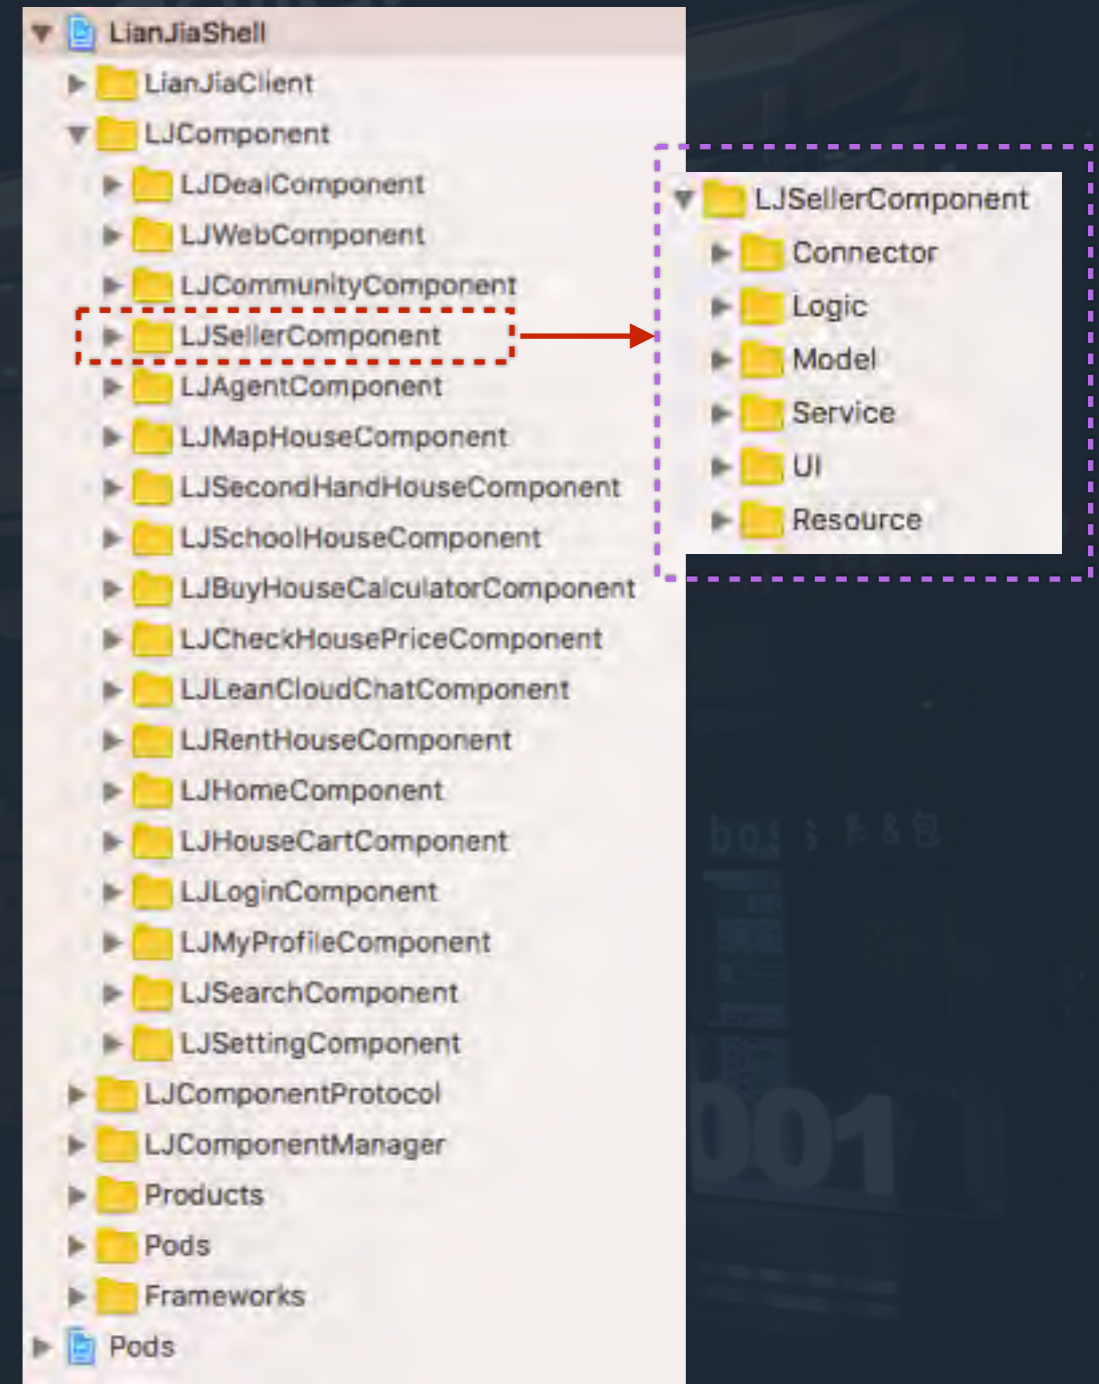 LianJiaShell
LianJiaClient
LJComponent
LJDealComponent
LJWebComponent
LJCommunityComponent
LJSellerComponent
LJAgentComponent
LJMapHouseComponent
LJSecondHandHouseComponent
LJSchoolHouseComponent
LJBuyHouseCalculatorComponent
LJCheckHousePriceComponent
LJLeanCloudChatComponent
LJRentHouseComponent
LJHomeComponent
LJHouseCartComponent
LJLoginComponent
LJMyProfileComponent
LJSearchComponent
LJSettingComponent
LJComponentProtocol
LJComponentManager
Products
Pods
Frameworks
Pods
LJSellerComponent
Connector
Logic
Model
Service
UI
Resource
001